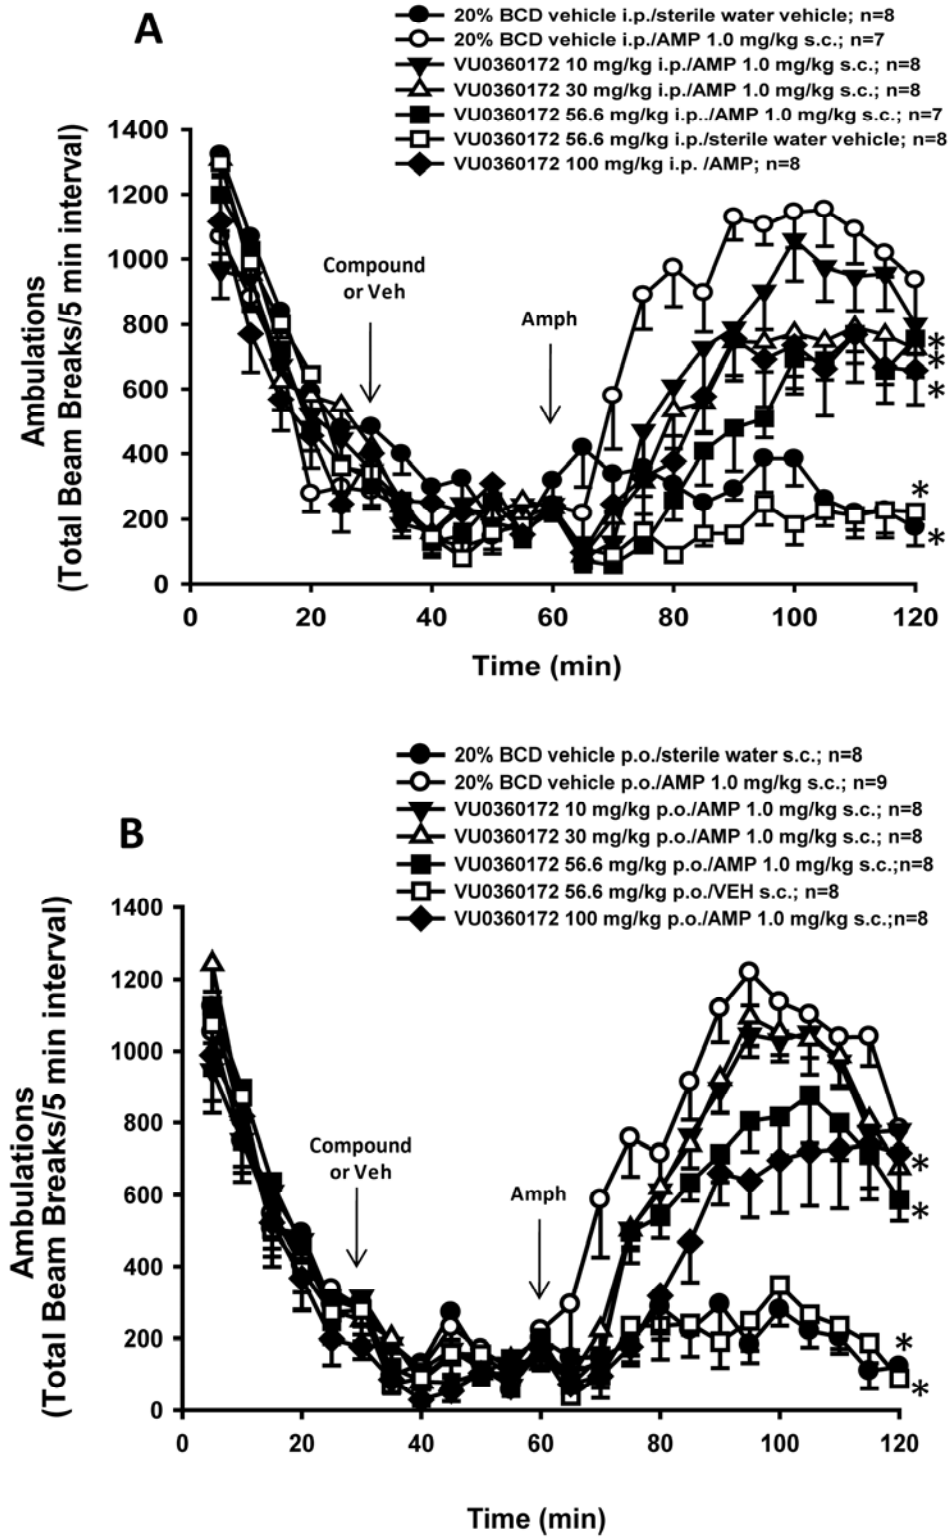 A
20% BCD vehicle i.p./sterile water vehicle; n=8
20% BCD vehicle i.p./AMP 1.0 mg/kg s.c.; n=7
VU0360172 10 mg/kg i.p./AMP 1.0 mg/kg s.c.; n=8
VU0360172 30 mg/kg i.p./AMP 1.0 mg/kg s.c.; n=8
VU0360172 56.6 mg/kg i.p../AMP 1.0 mg/kg s.c.; n=7
VU0360172 56.6 mg/kg i.p./sterile water vehicle; n=8
VU0360172 100 mg/kg i.p. /AMP; n=8
Ambulations
(Total Beam Breaks/5 min interval)
1400
1200
1000
800
600
400
200
0
Compound
or Veh
Amph
*
*
*
*
*
0 20 40 60 80 100 120
Time (min)
B
20% BCD vehicle p.o./sterile water s.c.; n=8
20% BCD vehicle p.o./AMP 1.0 mg/kg s.c.; n=9
VU0360172 10 mg/kg p.o./AMP 1.0 mg/kg s.c.; n=8
VU0360172 30 mg/kg p.o./AMP 1.0 mg/kg s.c.; n=8
VU0360172 56.6 mg/kg p.o./AMP 1.0 mg/kg s.c.;n=8
VU0360172 56.6 mg/kg p.o./VEH s.c.; n=8
VU0360172 100 mg/kg p.o./AMP 1.0 mg/kg s.c.;n=8
Ambulations
(Total Beam Breaks/5 min interval)
1400
1200
1000
800
600
400
200
0
Compound
or Veh
Amph
*
*
*
*
0 20 40 60 80 100 120
Time (min)